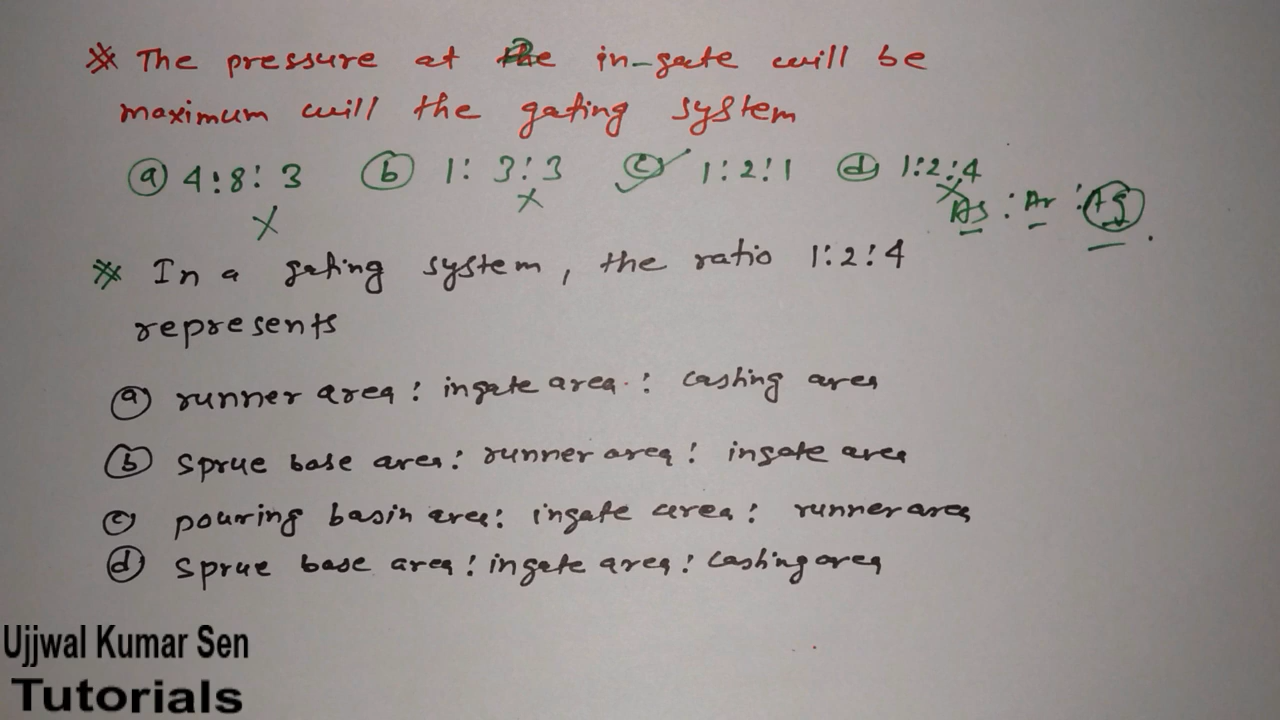 * The pressure at the in-gate will be
maximum will the gating system
(a) 4:8:3 (b) 1:3:3 (c) ✓ 1:2:1 (d) 1:2:4
X X X As : Ar : Ag .
* In a gating system, the ratio 1:2:4
represents
(a) runner area : ingate area : casting area
(b) sprue base area : runner area : ingate area
(c) pouring basin area : ingate area : runner area
(d) sprue base area : ingate area : casting area
Ujjwal Kumar Sen
Tutorials